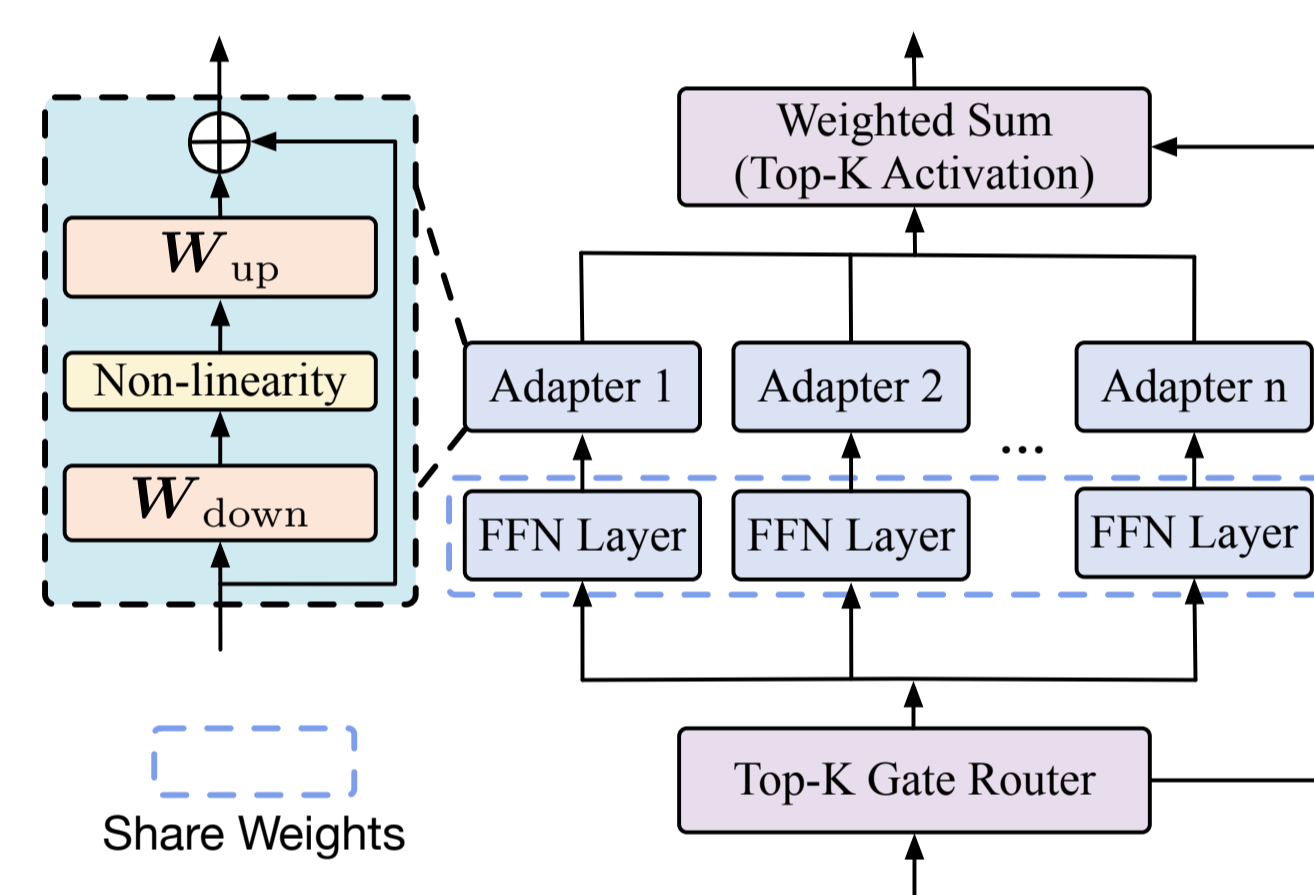 W up
Non-linearity
W down
Share Weights
Weighted Sum
(Top-K Activation)
Adapter 1
Adapter 2
...
Adapter n
FFN Layer
FFN Layer
FFN Layer
Top-K Gate Router